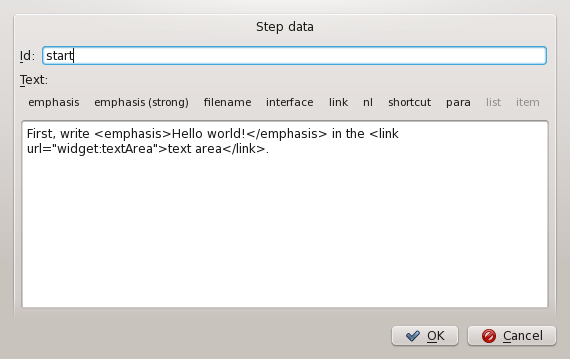 Step data
Id: start
Text:
emphasis emphasis (strong) filename interface link nl shortcut para list item
First, write <emphasis>Hello world!</emphasis> in the <link
url="widget:textArea">text area</link>.
OK Cancel